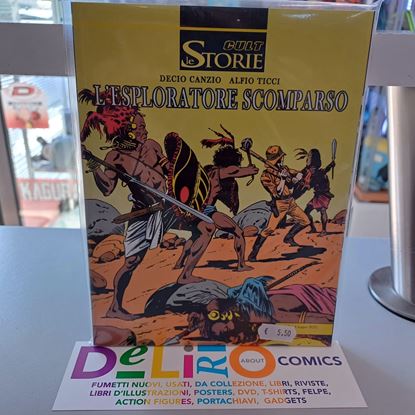 CULT
le STORIE
DECIO CANZIO ALFIO TICCI
L'ESPLORATORE SCOMPARSO
€ 5,50
DeLiRiO ABOUT COMICS
FUMETTI NUOVI, USATI, DA COLLEZIONE, LIBRI, RIVISTE,
LIBRI D'ILLUSTRAZIONI, POSTERS, DVD, T-SHIRTS, FELPE,
ACTION FIGURES, PORTACHIAVI, GADGETS